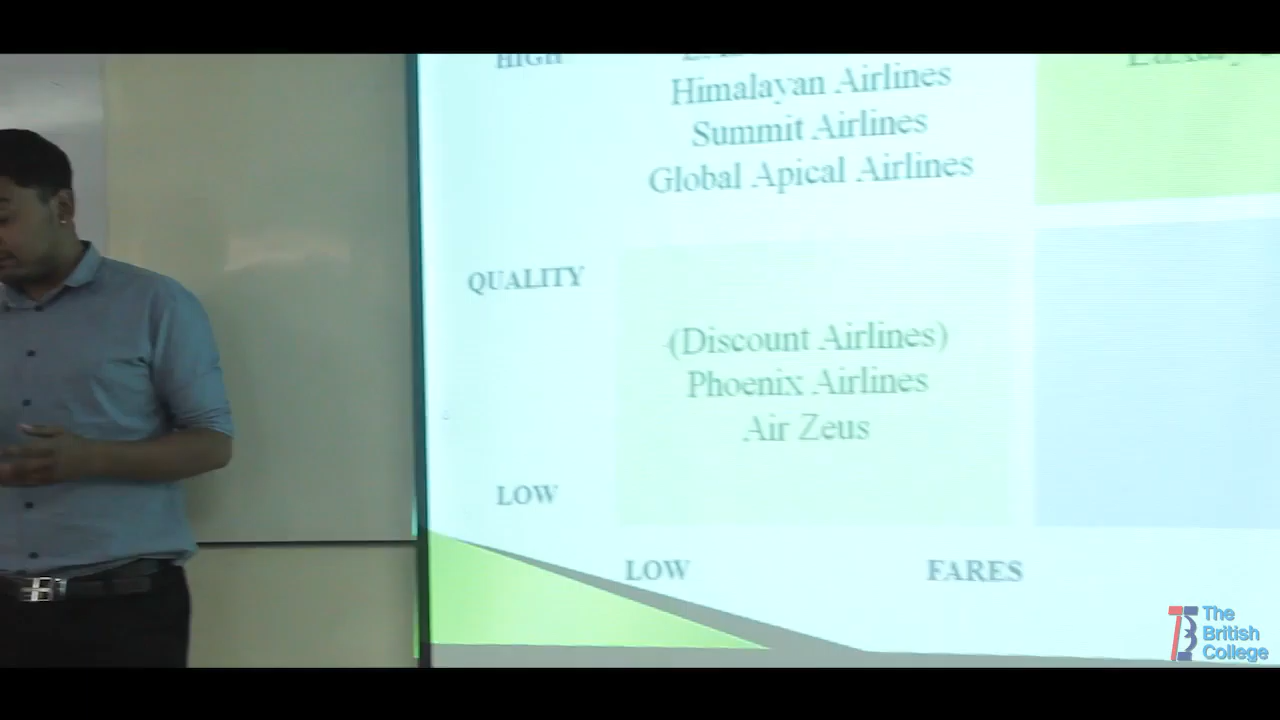 HIGH
Himalayan Airlines
Summit Airlines
Global Apical Airlines
QUALITY
(Discount Airlines)
Phoenix Airlines
Air Zeus
LOW
LOW
FARES
The
British
College